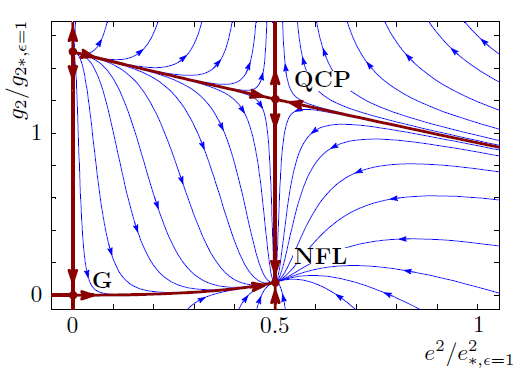 g₂/g₂*,ϵ=1
QCP
1
NFL
G
0
0 0.5 1
e²/e²*,ϵ=1